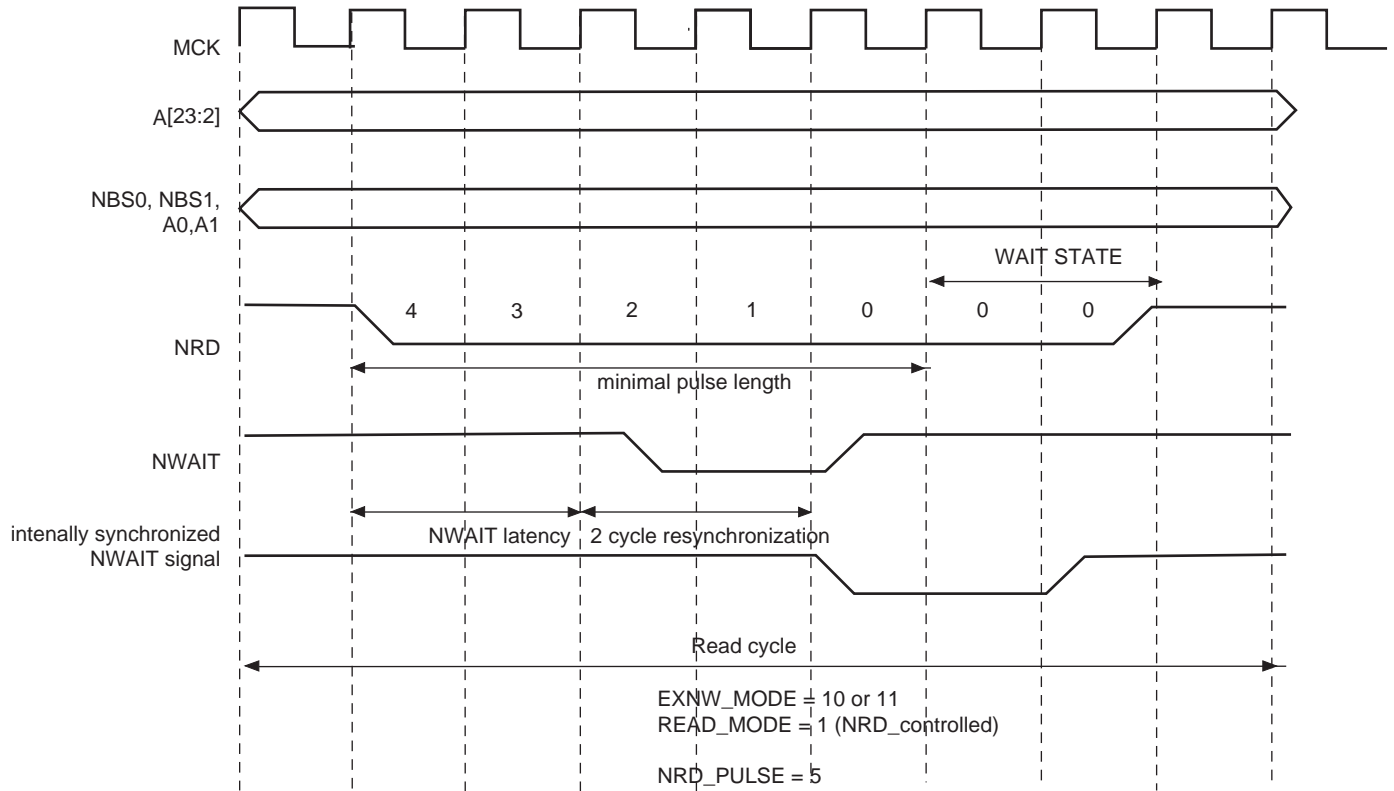 MCK
A[23:2]
NBS0, NBS1,
A0,A1
WAIT STATE
4 3 2 1 0 0 0
NRD
minimal pulse length
NWAIT
NWAIT latency 2 cycle resynchronization
intenally synchronized
NWAIT signal
Read cycle
EXNW_MODE = 10 or 11
READ_MODE = 1 (NRD_controlled)
NRD_PULSE = 5